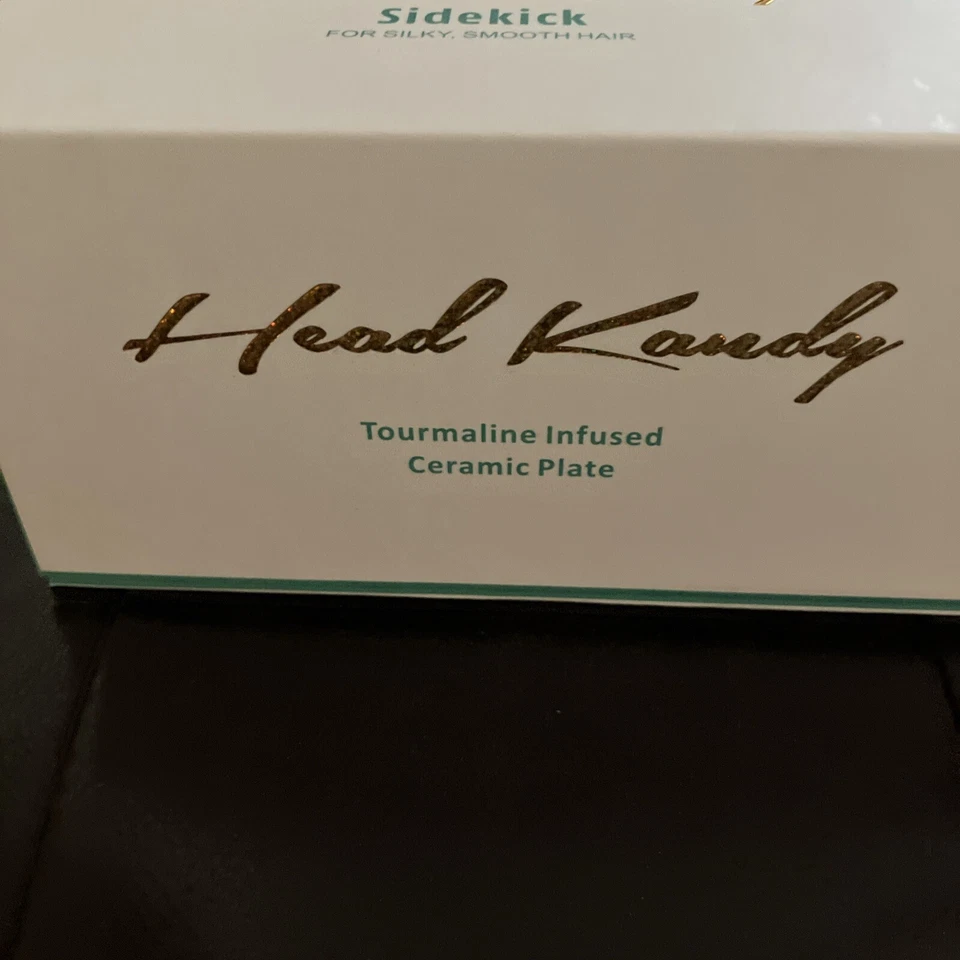 Sidekick
FOR SILKY, SMOOTH HAIR
Head Kandy
Tourmaline Infused
Ceramic Plate